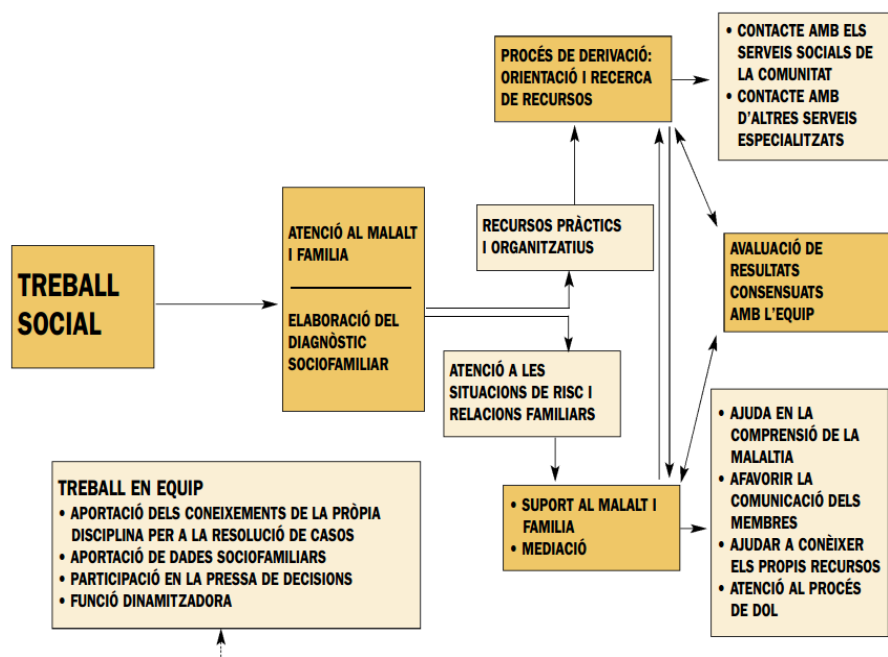 TREBALL
SOCIAL
ATENCIÓ AL MALALT
I FAMILIA
ELABORACIÓ DEL
DIAGNÒSTIC
SOCIOFAMILIAR
RECURSOS PRÀCTICS
I ORGANITZATIUS
PROCÉS DE DERIVACIÓ:
ORIENTACIÓ I RECERCA
DE RECURSOS
• CONTACTE AMB ELS
SERVEIS SOCIALS DE
LA COMUNITAT
• CONTACTE AMB
D'ALTRES SERVEIS
ESPECIALITZATS
AVALUACIÓ DE
RESULTATS
CONSENSUATS
AMB L'EQUIP
ATENCIÓ A LES
SITUACIONS DE RISC I
RELACIONS FAMILIARS
• SUPORT AL MALALT I
FAMILIA
• MEDIACIÓ
• AJUDA EN LA
COMPRENSIÓ DE LA
MALALTIA
• AFAVORIR LA
COMUNICACIÓ DELS
MEMBRES
• AJUDAR A CONÈIXER
ELS PROPIS RECURSOS
• ATENCIÓ AL PROCÉS
DE DOL
TREBALL EN EQUIP
• APORTACIÓ DELS CONEIXEMENTS DE LA PRÒPIA
DISCIPLINA PER A LA RESOLUCIÓ DE CASOS
• APORTACIÓ DE DADES SOCIOFAMILIARS
• PARTICIPACIÓ EN LA PRESSA DE DECISIONS
• FUNCIÓ DINAMITZADORA